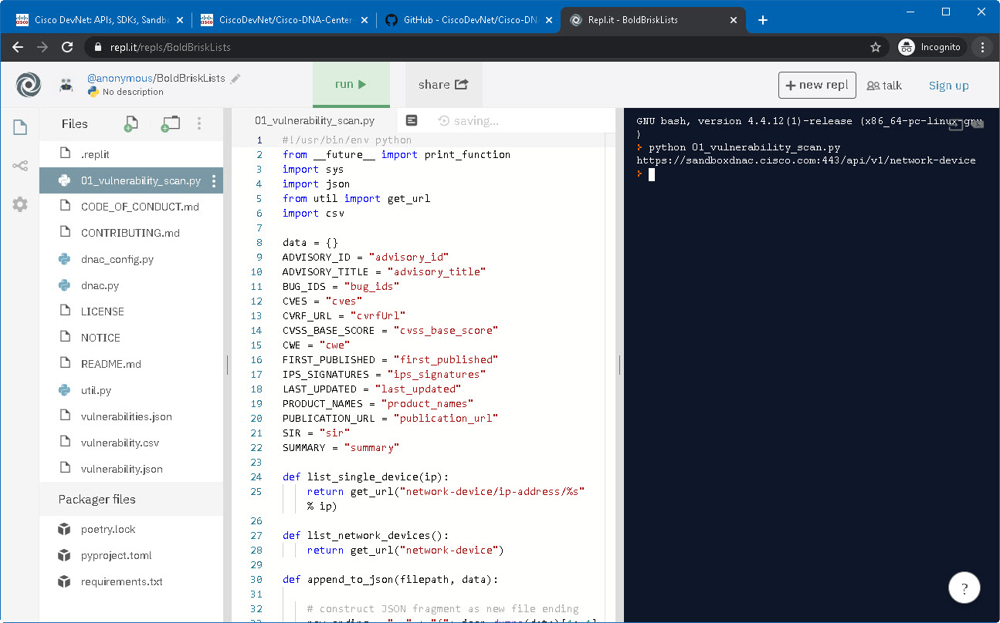 Cisco DevNet: APIs, SDKs, Sandb
CiscoDevNet/Cisco-DNA-Center
GitHub - CiscoDevNet/Cisco-DN
Repl.it - BoldBriskLists
repl.it/repls/BoldBriskLists
Incognito
@anonymous/BoldBriskLists
No description
run
share
new repl
talk
Sign up
Files
.replit
01_vulnerability_scan.py
CODE_OF_CONDUCT.md
CONTRIBUTING.md
dnac_config.py
dnac.py
LICENSE
NOTICE
README.md
util.py
vulnerabilities.json
vulnerability.csv
vulnerability.json
Packager files
poetry.lock
pyproject.toml
requirements.txt
01_vulnerability_scan.py
saving...
1 #!/usr/bin/env python
2 from __future__ import print_function
3 import sys
4 import json
5 from util import get_url
6 import csv
7
8 data = {}
9 ADVISORY_ID = "advisory_id"
10 ADVISORY_TITLE = "advisory_title"
11 BUG_IDS = "bug_ids"
12 CVES = "cves"
13 CVRF_URL = "cvrfUrl"
14 CVSS_BASE_SCORE = "cvss_base_score"
15 CWE = "cwe"
16 FIRST_PUBLISHED = "first_published"
17 IPS_SIGNATURES = "ips_signatures"
18 LAST_UPDATED = "last_updated"
19 PRODUCT_NAMES = "product_names"
20 PUBLICATION_URL = "publication_url"
21 SIR = "sir"
22 SUMMARY = "summary"
23
24 def list_single_device(ip):
25 return get_url("network-device/ip-address/%s"
% ip)
26
27 def list_network_devices():
28 return get_url("network-device")
29
30 def append_to_json(filepath, data):
31
32 # construct JSON fragment as new file ending
GNU bash, version 4.4.12(1)-release (x86_64-pc-linux-gnu
)
> python 01_vulnerability_scan.py
https://sandboxdnac.cisco.com:443/api/v1/network-device
>
?